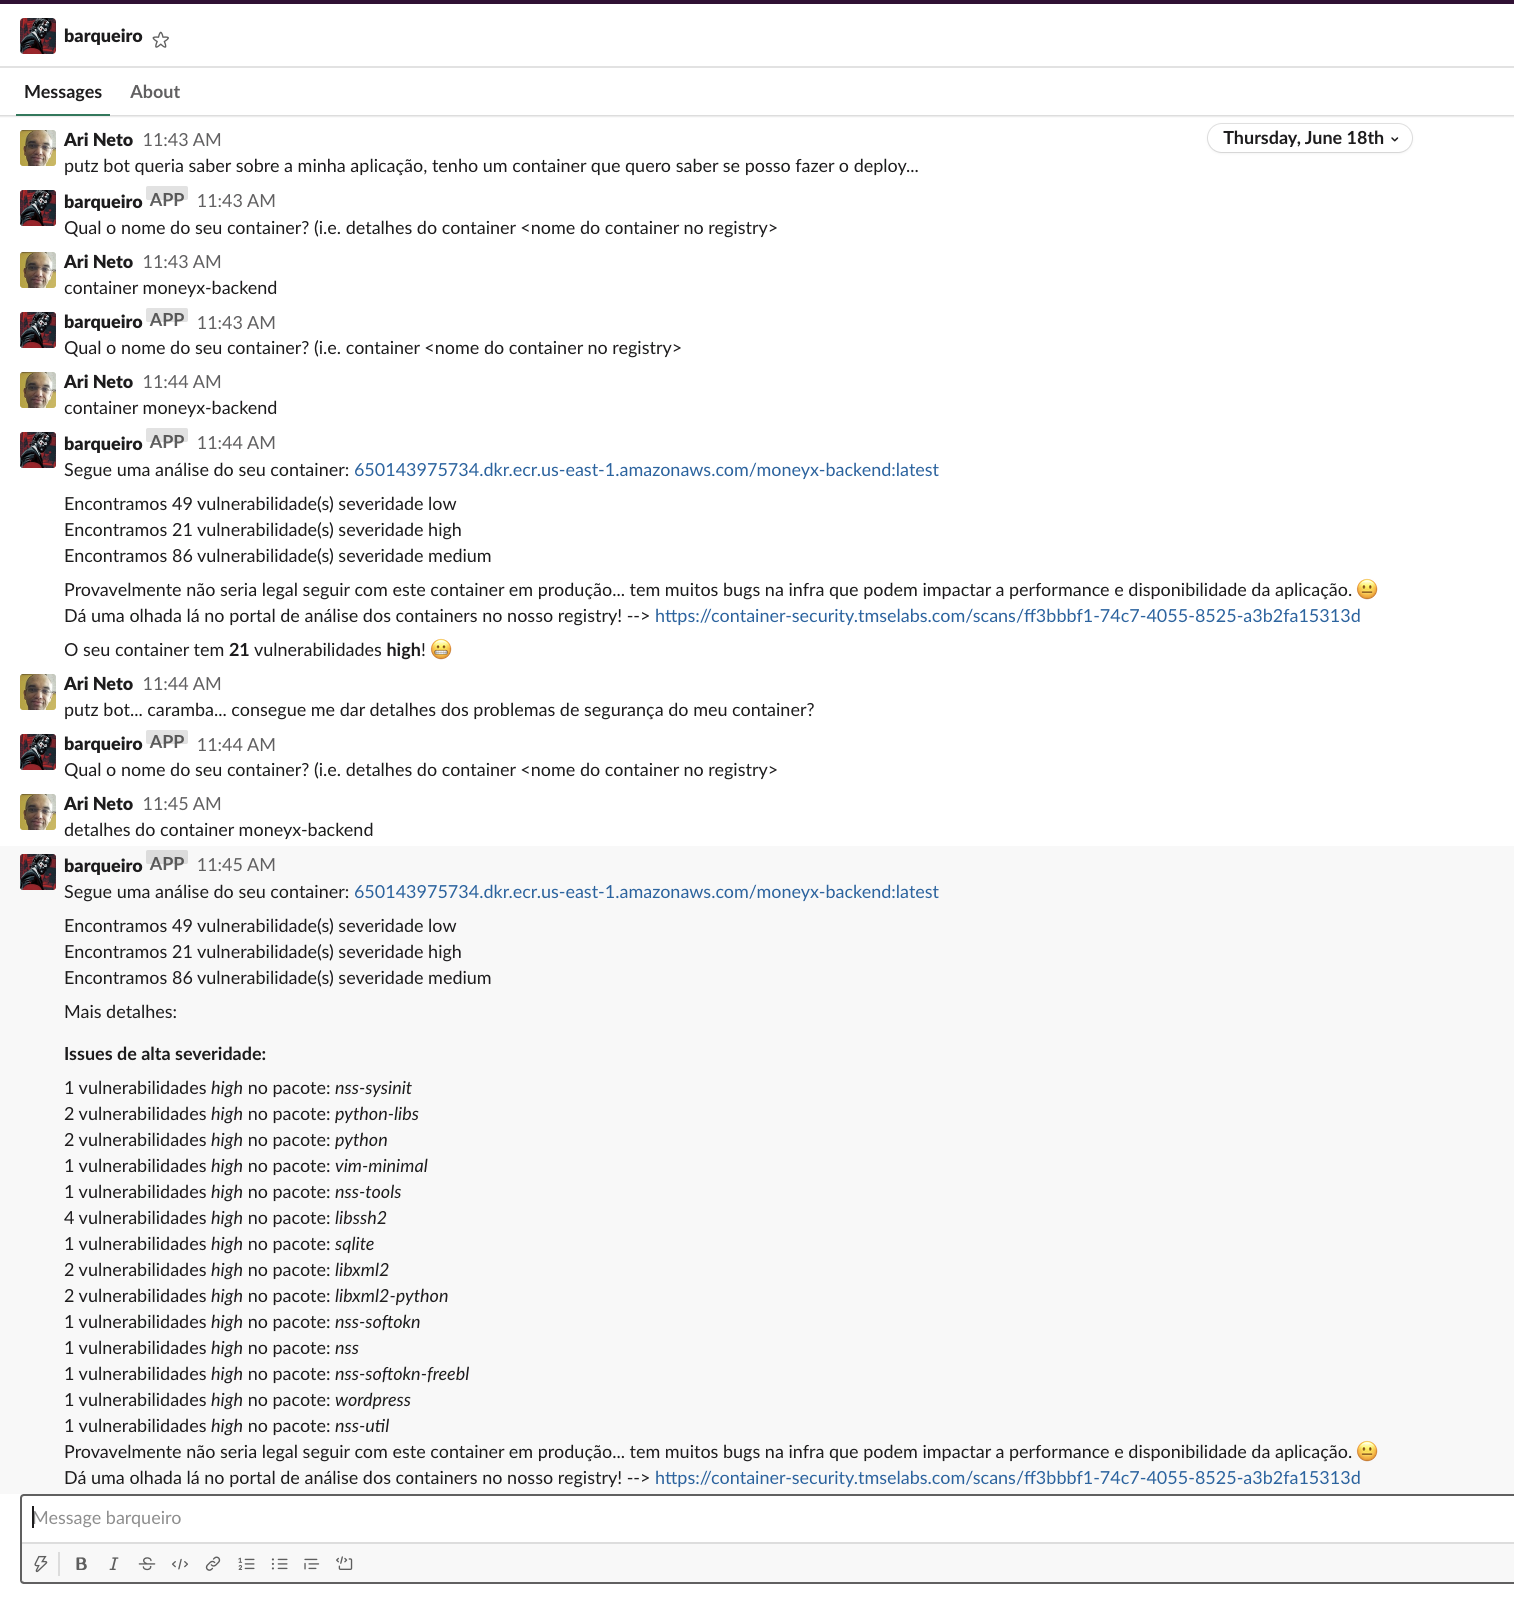 barqueiro
Messages About
Thursday, June 18th
Ari Neto 11:43 AM
putz bot queria saber sobre a minha aplicação, tenho um container que quero saber se posso fazer o deploy...
barqueiro APP 11:43 AM
Qual o nome do seu container? (i.e. detalhes do container <nome do container no registry>
Ari Neto 11:43 AM
container moneyx-backend
barqueiro APP 11:43 AM
Qual o nome do seu container? (i.e. container <nome do container no registry>
Ari Neto 11:44 AM
container moneyx-backend
barqueiro APP 11:44 AM
Segue uma análise do seu container: 650143975734.dkr.ecr.us-east-1.amazonaws.com/moneyx-backend:latest
Encontramos 49 vulnerabilidade(s) severidade low
Encontramos 21 vulnerabilidade(s) severidade high
Encontramos 86 vulnerabilidade(s) severidade medium
Provavelmente não seria legal seguir com este container em produção... tem muitos bugs na infra que podem impactar a performance e disponibilidade da aplicação. 😐
Dá uma olhada lá no portal de análise dos containers no nosso registry! --> https://container-security.tmselabs.com/scans/ff3bbbf1-74c7-4055-8525-a3b2fa15313d
O seu container tem 21 vulnerabilidades high! 😬
Ari Neto 11:44 AM
putz bot... caramba... consegue me dar detalhes dos problemas de segurança do meu container?
barqueiro APP 11:44 AM
Qual o nome do seu container? (i.e. detalhes do container <nome do container no registry>
Ari Neto 11:45 AM
detalhes do container moneyx-backend
barqueiro APP 11:45 AM
Segue uma análise do seu container: 650143975734.dkr.ecr.us-east-1.amazonaws.com/moneyx-backend:latest
Encontramos 49 vulnerabilidade(s) severidade low
Encontramos 21 vulnerabilidade(s) severidade high
Encontramos 86 vulnerabilidade(s) severidade medium
Mais detalhes:
Issues de alta severidade:
1 vulnerabilidades high no pacote: nss-sysinit
2 vulnerabilidades high no pacote: python-libs
2 vulnerabilidades high no pacote: python
1 vulnerabilidades high no pacote: vim-minimal
1 vulnerabilidades high no pacote: nss-tools
4 vulnerabilidades high no pacote: libssh2
1 vulnerabilidades high no pacote: sqlite
2 vulnerabilidades high no pacote: libxml2
2 vulnerabilidades high no pacote: libxml2-python
1 vulnerabilidades high no pacote: nss-softokn
1 vulnerabilidades high no pacote: nss
1 vulnerabilidades high no pacote: nss-softokn-freebl
1 vulnerabilidades high no pacote: wordpress
1 vulnerabilidades high no pacote: nss-util
Provavelmente não seria legal seguir com este container em produção... tem muitos bugs na infra que podem impactar a performance e disponibilidade da aplicação. 😐
Dá uma olhada lá no portal de análise dos containers no nosso registry! --> https://container-security.tmselabs.com/scans/ff3bbbf1-74c7-4055-8525-a3b2fa15313d
Message barqueiro
B I S </>